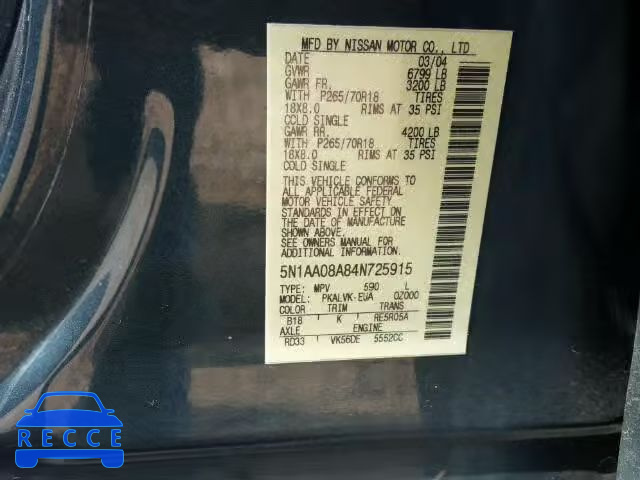 MFD BY NISSAN MOTOR CO., LTD
DATE 03/04
GVWR 6799 LB
GAWR FR. 3200 LB
WITH P265/70R18 TIRES
18X8.0 RIMS AT 35 PSI
COLD SINGLE
GAWR RR. 4200 LB
WITH P265/70R18 TIRES
18X8.0 RIMS AT 35 PSI
COLD SINGLE
THIS VEHICLE CONFORMS TO
ALL APPLICABLE FEDERAL
MOTOR VEHICLE SAFETY
STANDARDS IN EFFECT ON
THE DATE OF MANUFACTURE
SHOWN ABOVE.
SEE OWNERS MANUAL FOR
ADDITIONAL INFORMATION.
5N1AA08A84N725915
TYPE: MPV 590 L
MODEL: PKALVK-EUA 0Z000
COLOR TRIM TRANS
B18 K RE5R05A
AXLE ENGINE
RD33 VK56DE 5552CC
RECCE